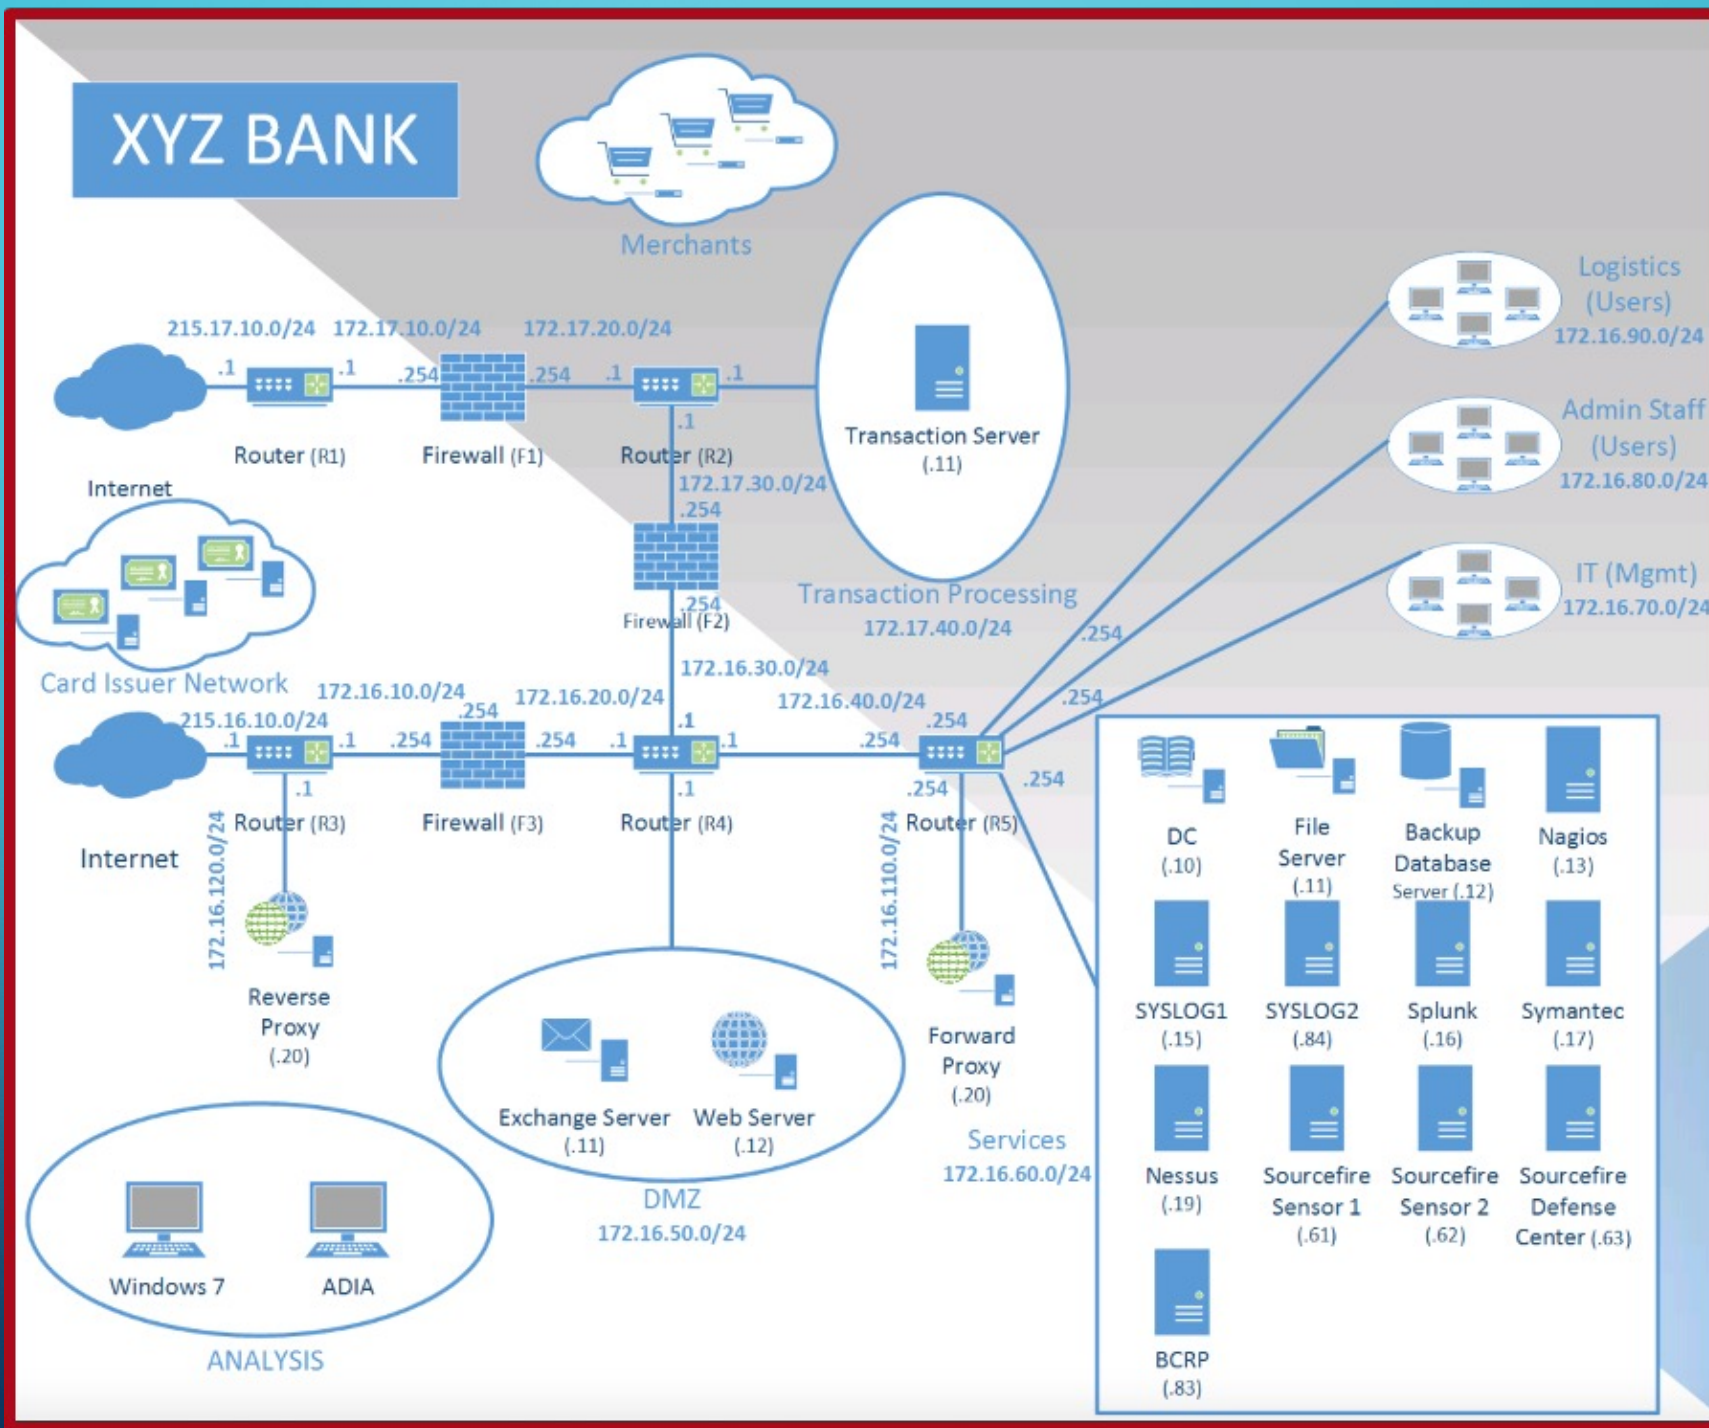 XYZ BANK
Merchants
Logistics
(Users)
172.16.90.0/24
215.17.10.0/24
172.17.10.0/24
172.17.20.0/24
.1
.1
.254
.254
.1
.1
.1
Router (R1)
Firewall (F1)
Router (R2)
Transaction Server
(.11)
Admin Staff
(Users)
172.16.80.0/24
Internet
172.17.30.0/24
.254
.254
Firewall (F2)
Transaction Processing
172.17.40.0/24
IT (Mgmt)
172.16.70.0/24
.254
.254
Card Issuer Network
172.16.10.0/24
172.16.20.0/24
172.16.30.0/24
172.16.40.0/24
215.16.10.0/24
.254
.1
.1
.254
.254
.1
.1
.1
.254
.254
.1
.1
.254
.254
Router (R3)
Firewall (F3)
Router (R4)
Router (R5)
Internet
172.16.120.0/24
172.16.110.0/24
Reverse
Proxy
(.20)
Forward
Proxy
(.20)
Exchange Server
(.11)
Web Server
(.12)
DMZ
172.16.50.0/24
Services
172.16.60.0/24
DC
(.10)
File
Server
(.11)
Backup
Database
Server (.12)
Nagios
(.13)
SYSLOG1
(.15)
SYSLOG2
(.84)
Splunk
(.16)
Symantec
(.17)
Nessus
(.19)
Sourcefire
Sensor 1
(.61)
Sourcefire
Sensor 2
(.62)
Sourcefire
Defense
Center (.63)
BCRP
(.83)
Windows 7
ADIA
ANALYSIS